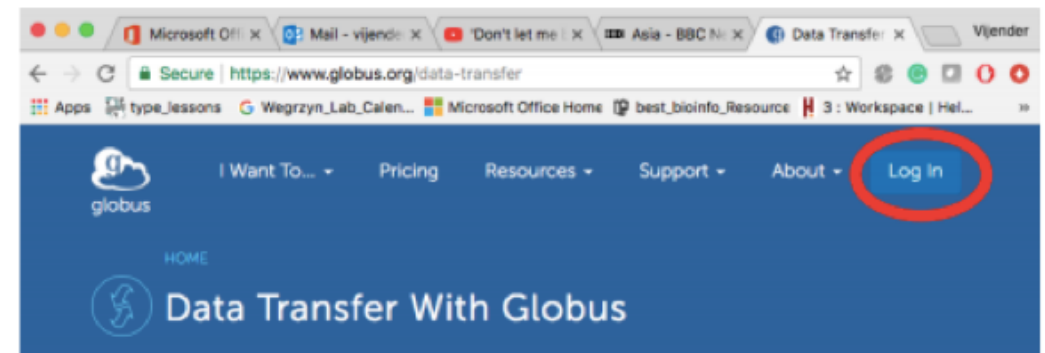 Microsoft Offi Mail - vijende 'Don't let me Asia - BBC Ne Data Transfer Vijender
Secure https://www.globus.org/data-transfer
Apps type_lessons Wegrzyn_Lab_Calen... Microsoft Office Home best_bioinfo_Resource 3 : Workspace | Hel... »
I Want To... Pricing Resources Support About Log In
globus
HOME
Data Transfer With Globus